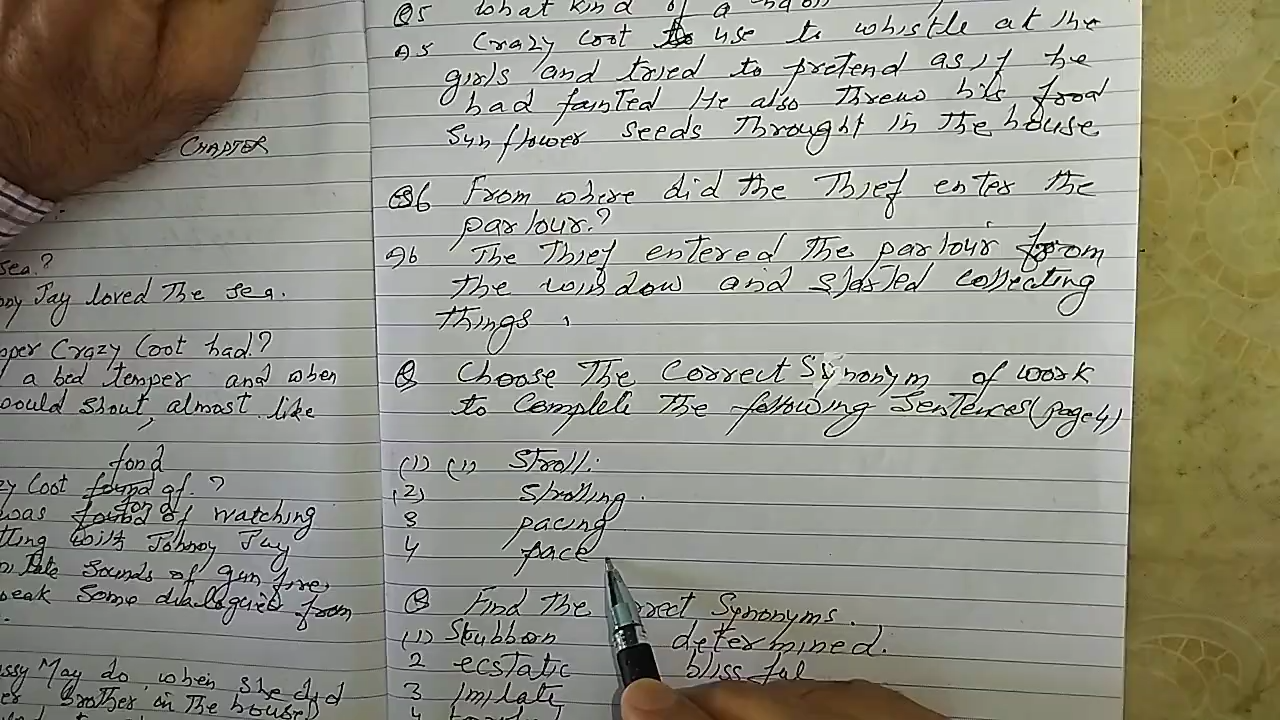 CHAPTER
sea?
Jay loved The sea.
Crazy Coot had?
a bed temper and when
would shout, almost like
fond
Coot found of. ?
fond
was found of watching
with Johnny Jay
sounds of gun fire,
speak Some dialogues from
May do when she did
brother in the house
Q5 What kind of a
A5 Crazy Coot to use to whistle at the
girls and tried to pretend as if he
had fainted He also threw his food
Sunflower seeds throught in the house
Q6 From where did the Thief enter the
parlour?
A6 The Thief entered the parlour from
the window and started collecting
things
Q Choose The Correct Synonym of work
to Complete The following Sentences (page 4)
(1) (1) Stroll.
(2) strolling.
3 pacing
4 pace
Q Find The Synonyms.
(1) Stubborn determined.
2 ecstatic blissful
3 imitate
4